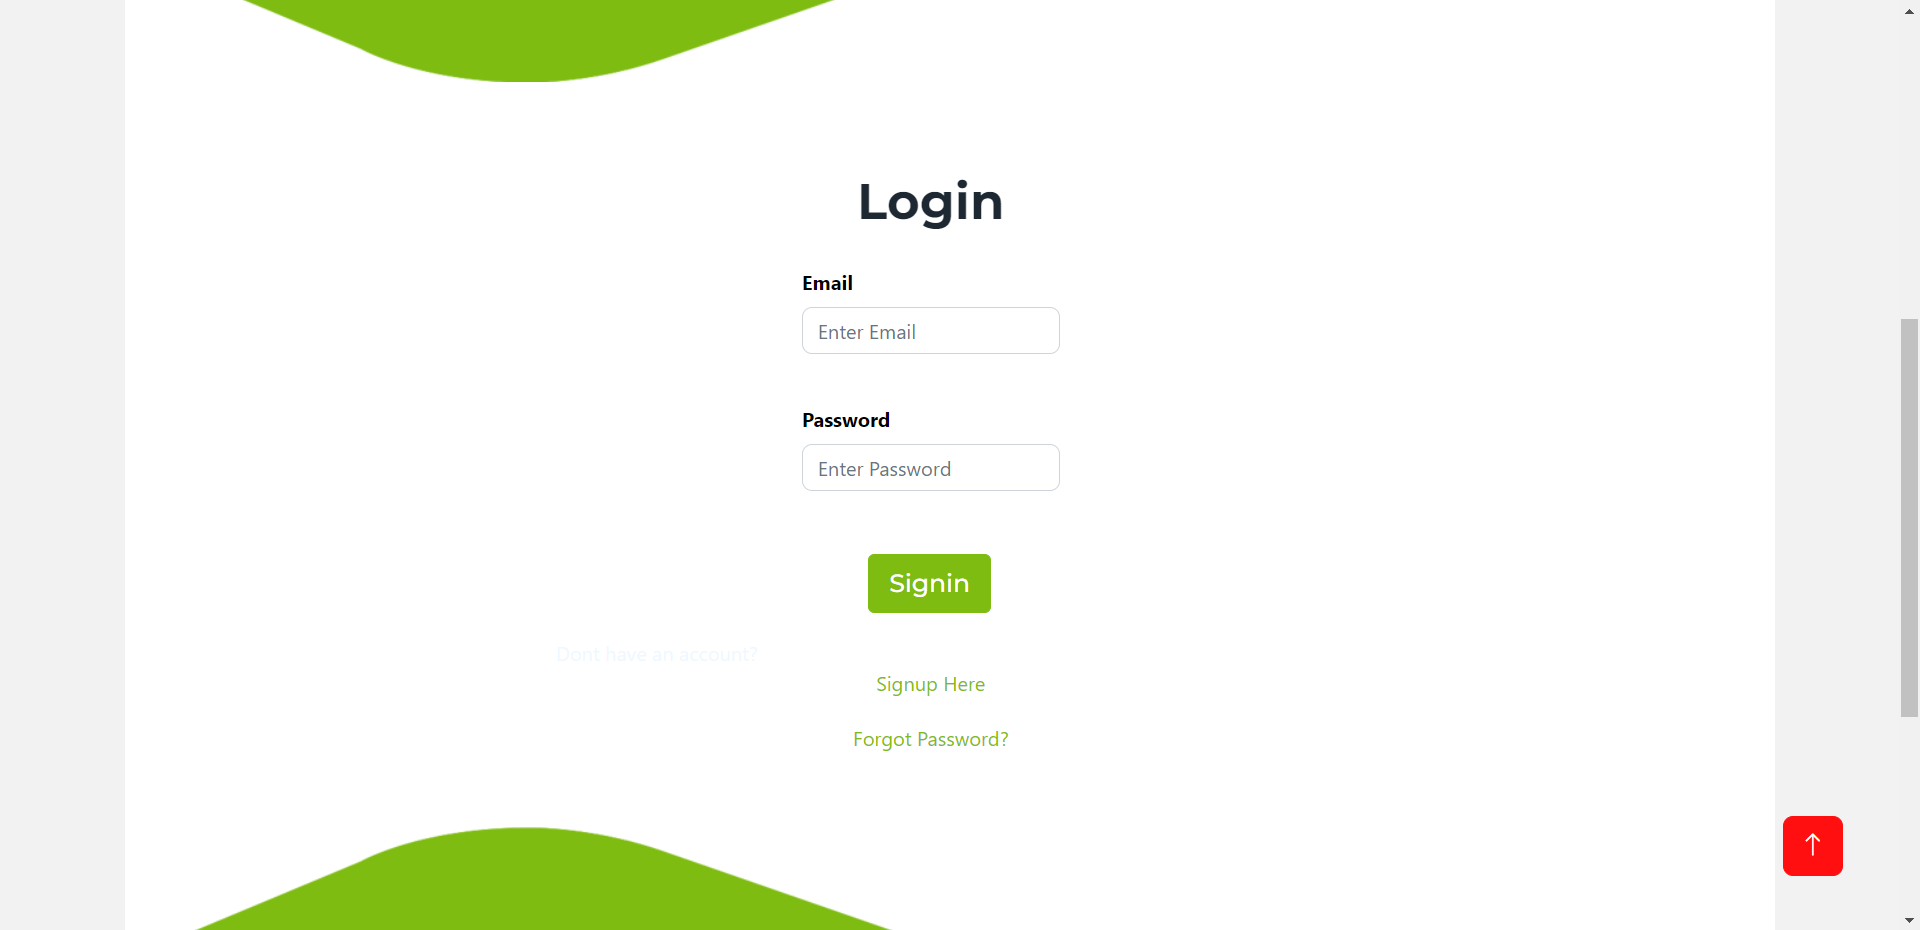 Login
Email
Enter Email
Password
Enter Password
Signin
Dont have an account?
Signup Here
Forgot Password?